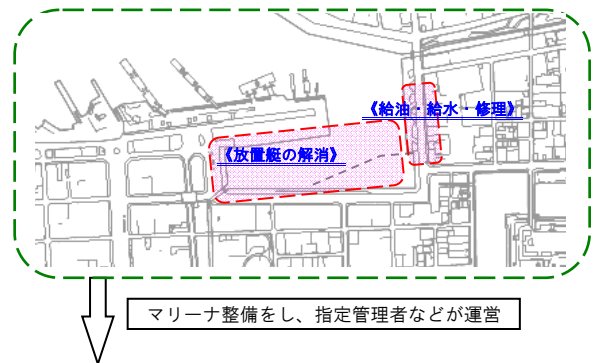 《給油・給水・修理》
《放置艇の解消》
マリーナ整備をし、指定管理者などが運営